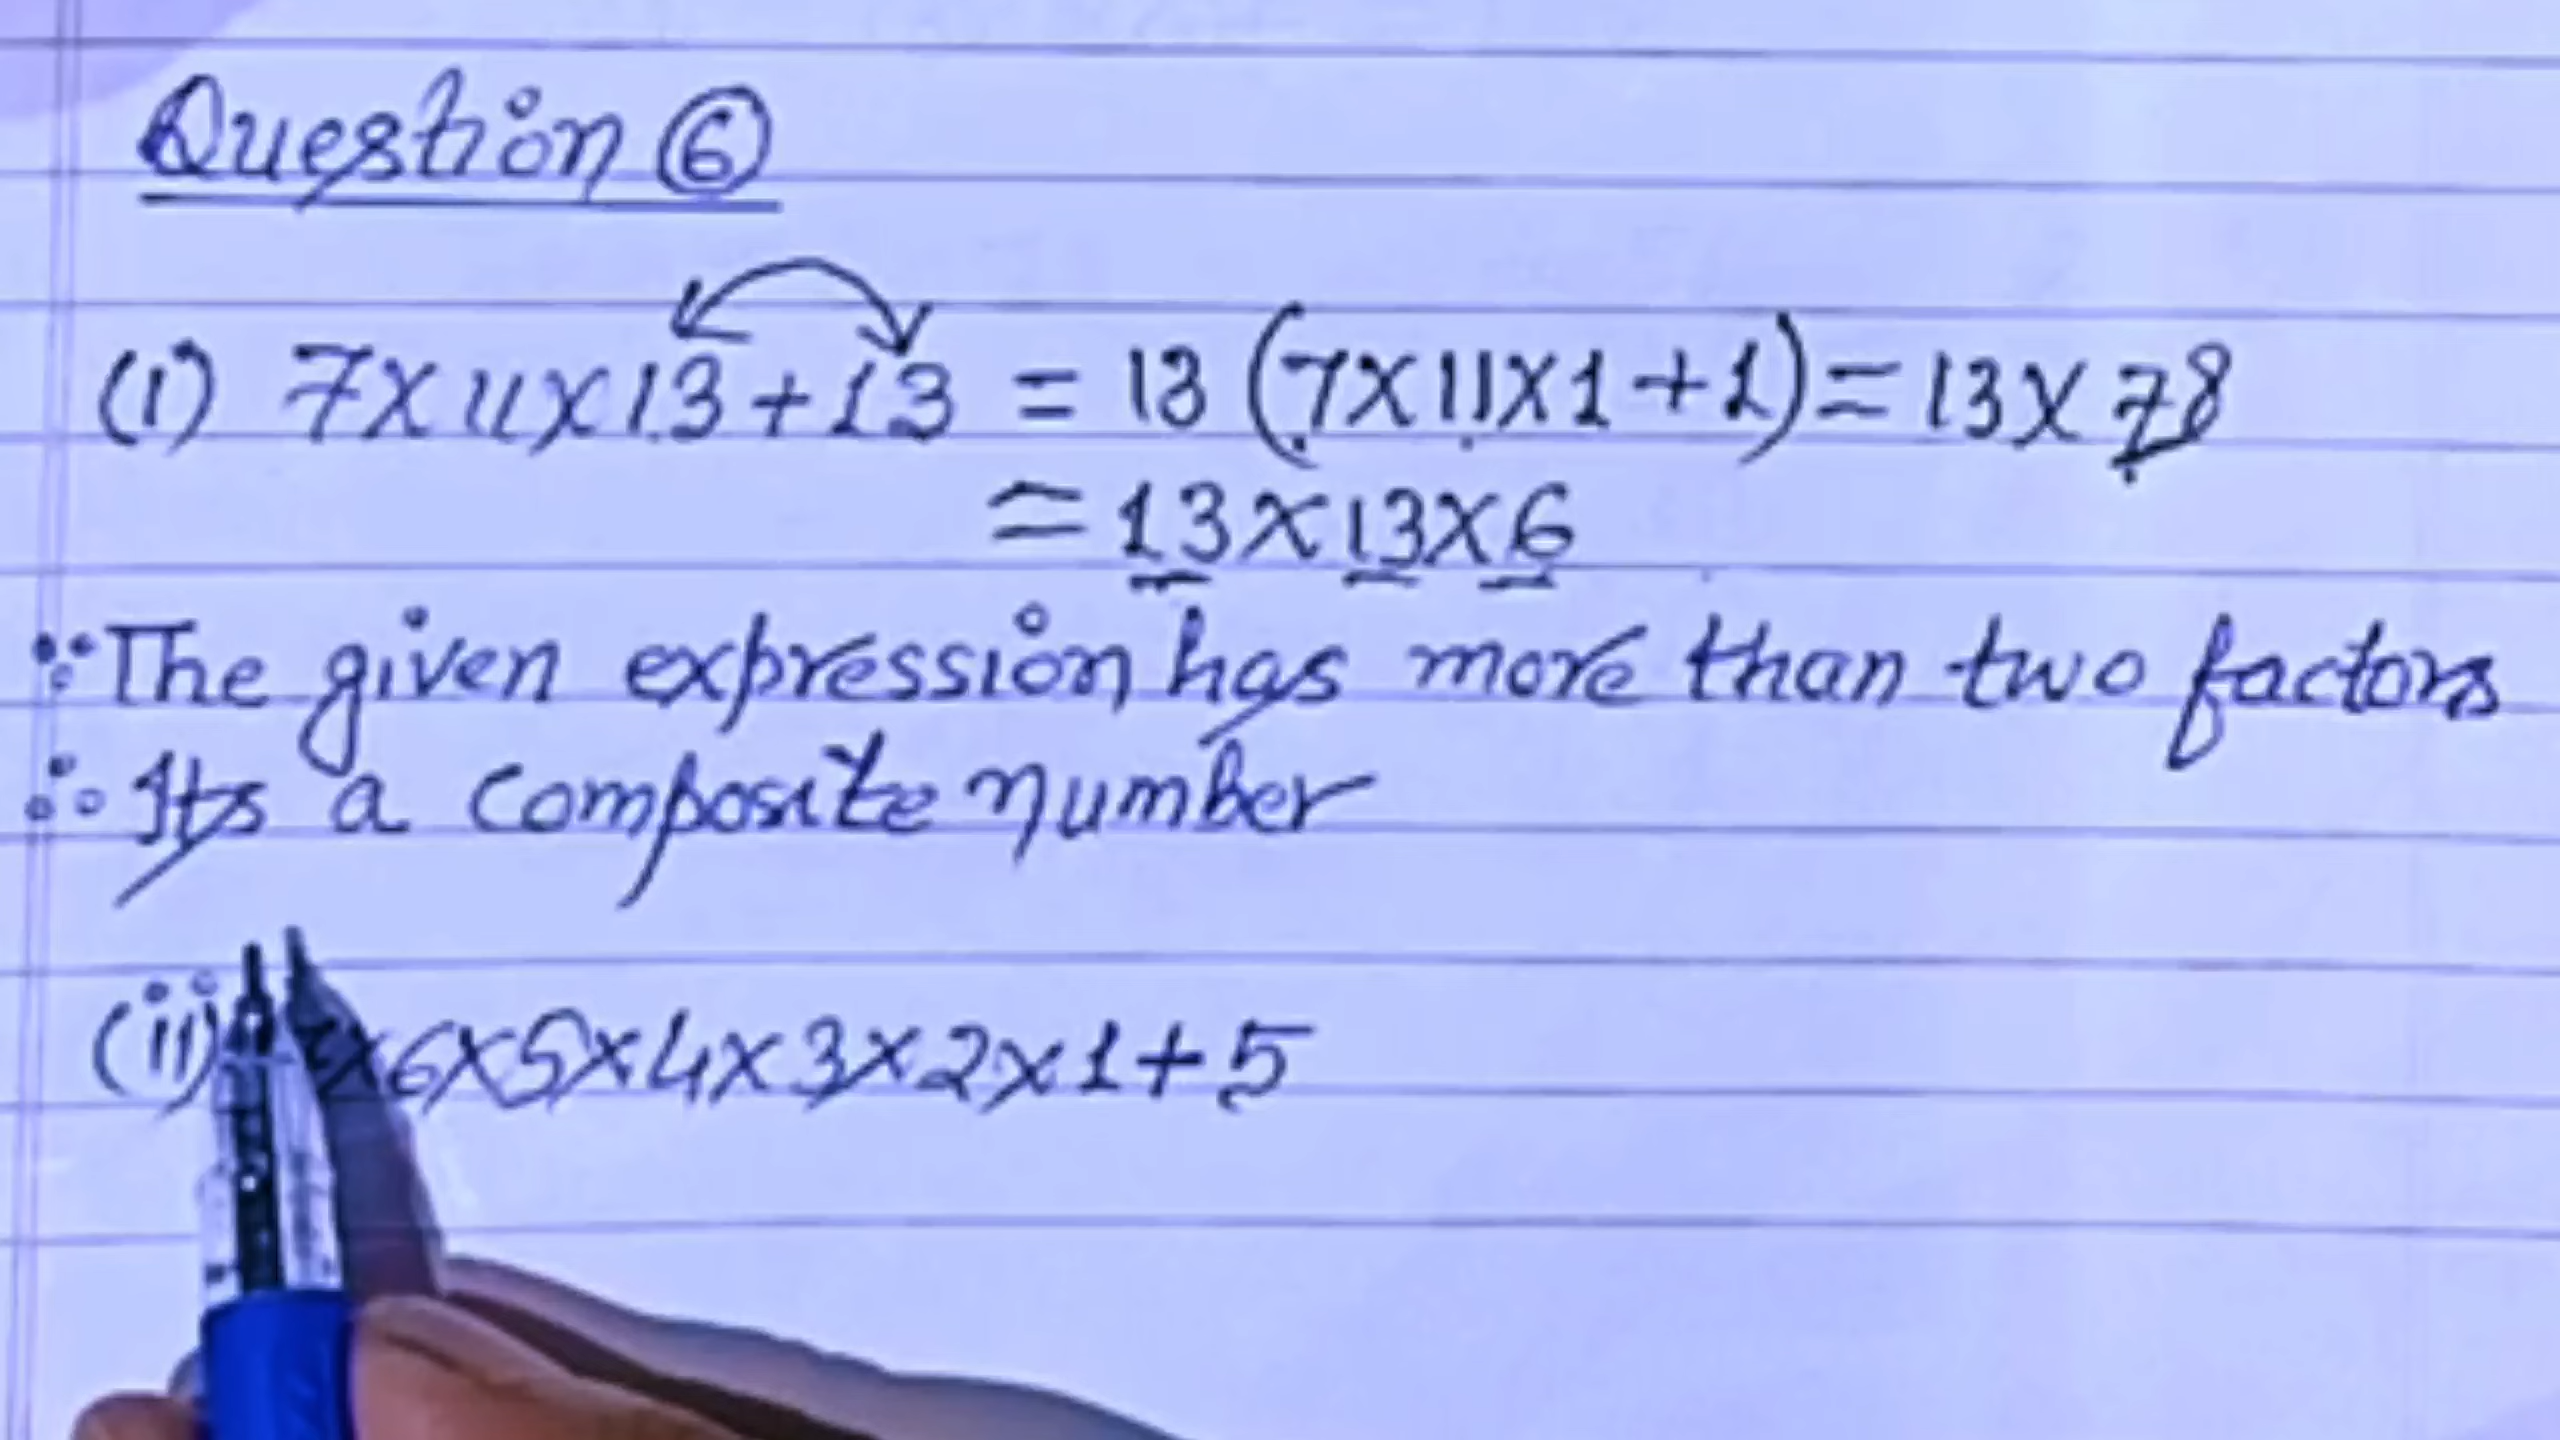 Question ⑥
(i) 7×11×13+13 = 13 (7×11×1+1) = 13×78
= 13×13×6
∵ The given expression has more than two factors
∴ Its a composite number
(ii) ×6×5×4×3×2×1+5